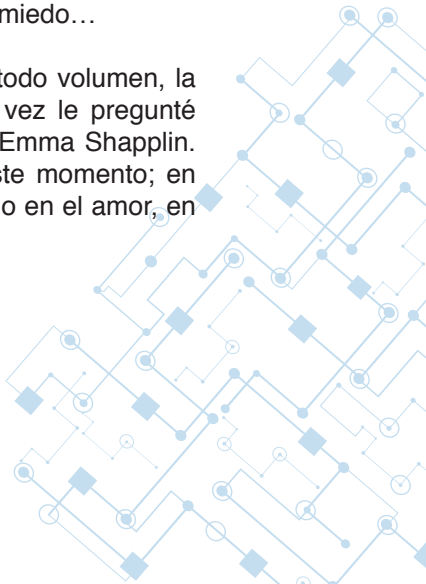 miedo…
todo volumen, la
vez le pregunté
Emma Shapplin.
ste momento; en
o en el amor, en